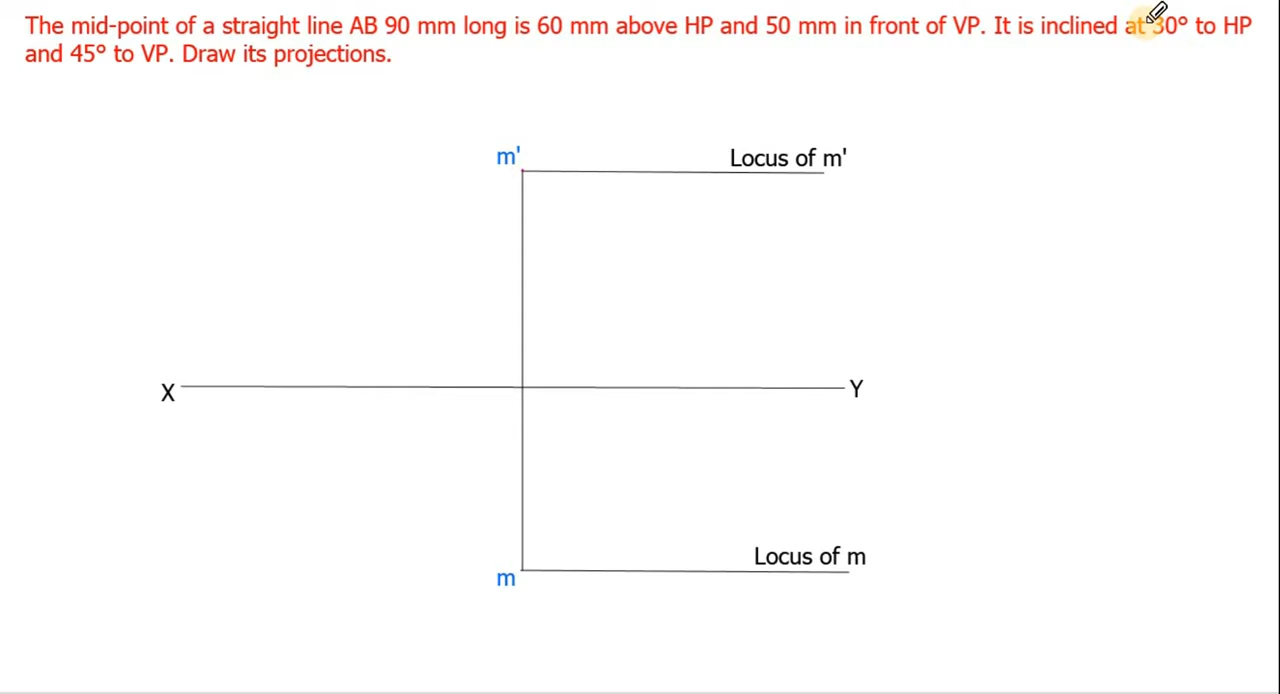 The mid-point of a straight line AB 90 mm long is 60 mm above HP and 50 mm in front of VP. It is inclined at 30° to HP
and 45° to VP. Draw its projections.
m'
Locus of m'
X
Y
Locus of m
m